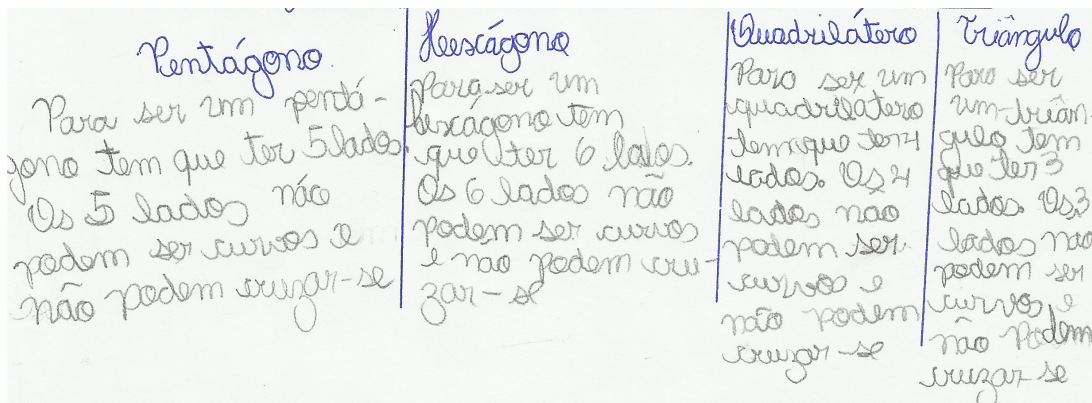 Pentágono
Para ser um pentá-
gono tem que ter 5 lados.
Os 5 lados não
podem ser curvos e
não podem cruzar-se
Hexágono
Para ser um
hexágono tem
que ter 6 lados.
Os 6 lados não
podem ser curvos
e não podem cru-
zar-se
Quadrilátero
Para ser um
quadrilátero
tem que ter 4
lados. Os 4
lados nao
podem ser
curvos e
não podem
cruzar-se
Triângulo
Para ser
um triân
gulo tem
que ter 3
lados. Os 3
lados não
podem ser
curvos, e
não podem
cruzar-se